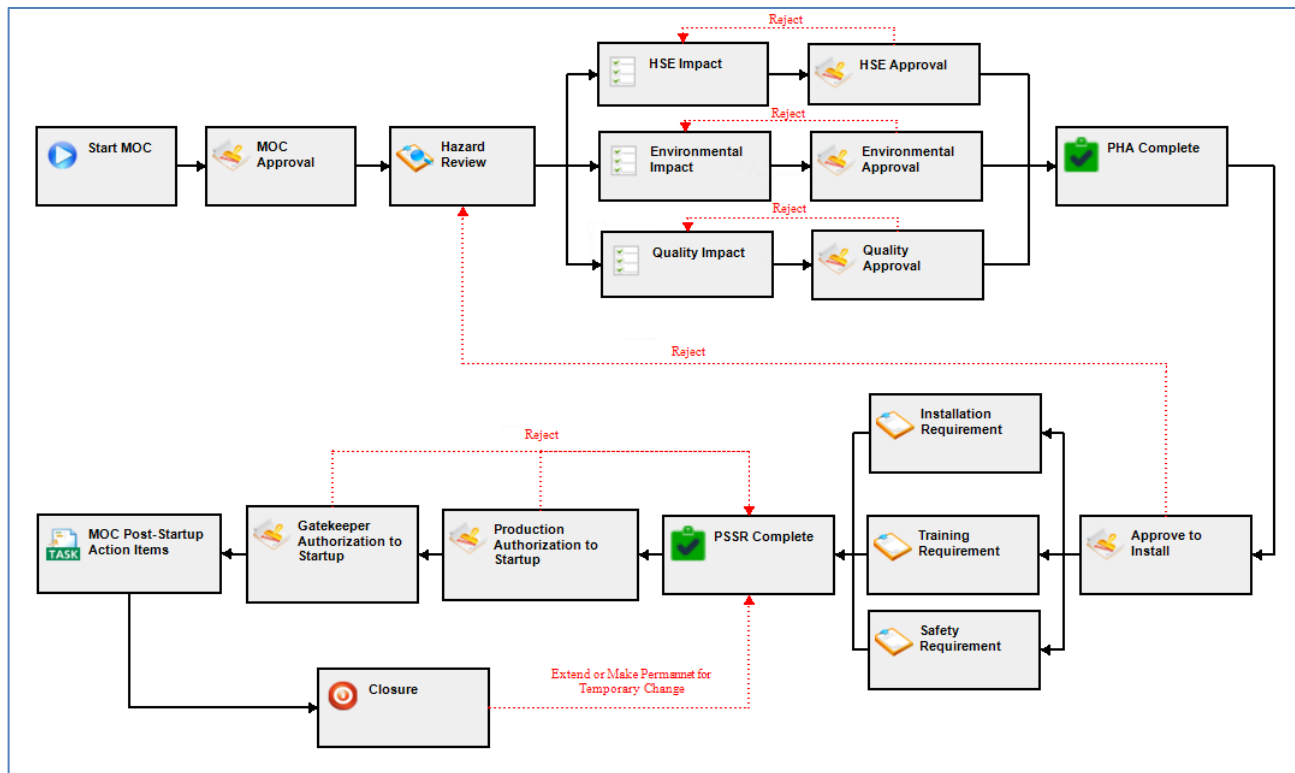 Reject
HSE Impact
HSE Approval
Reject
Start MOC
MOC
Approval
Hazard
Review
Environmental
Impact
Environmental
Approval
PHA Complete
Reject
Quality Impact
Quality
Approval
Reject
Installation
Requirement
Reject
MOC Post-Startup
Action Items
TASK
Gatekeeper
Authorization to
Startup
Production
Authorization to
Startup
PSSR Complete
Training
Requirement
Approve to
Install
Safety
Requirement
Closure
Extend or Make Permannet for
Temporary Change